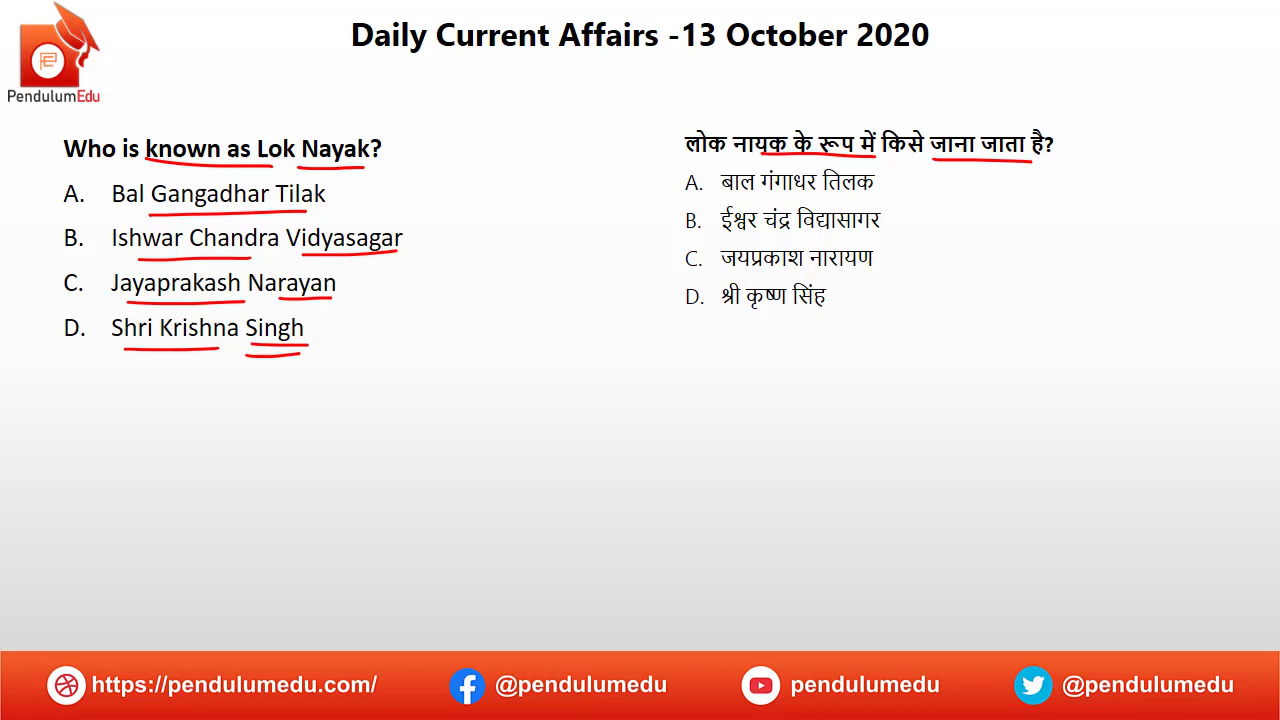 Daily Current Affairs -13 October 2020
PendulumEdu
Who is known as Lok Nayak?
A. Bal Gangadhar Tilak
B. Ishwar Chandra Vidyasagar
C. Jayaprakash Narayan
D. Shri Krishna Singh
लोक नायक के रूप में किसे जाना जाता है?
A. बाल गंगाधर तिलक
B. ईश्वर चंद्र विद्यासागर
C. जयप्रकाश नारायण
D. श्री कृष्ण सिंह
https://pendulumedu.com/ @pendulumedu pendulumedu @pendulumedu